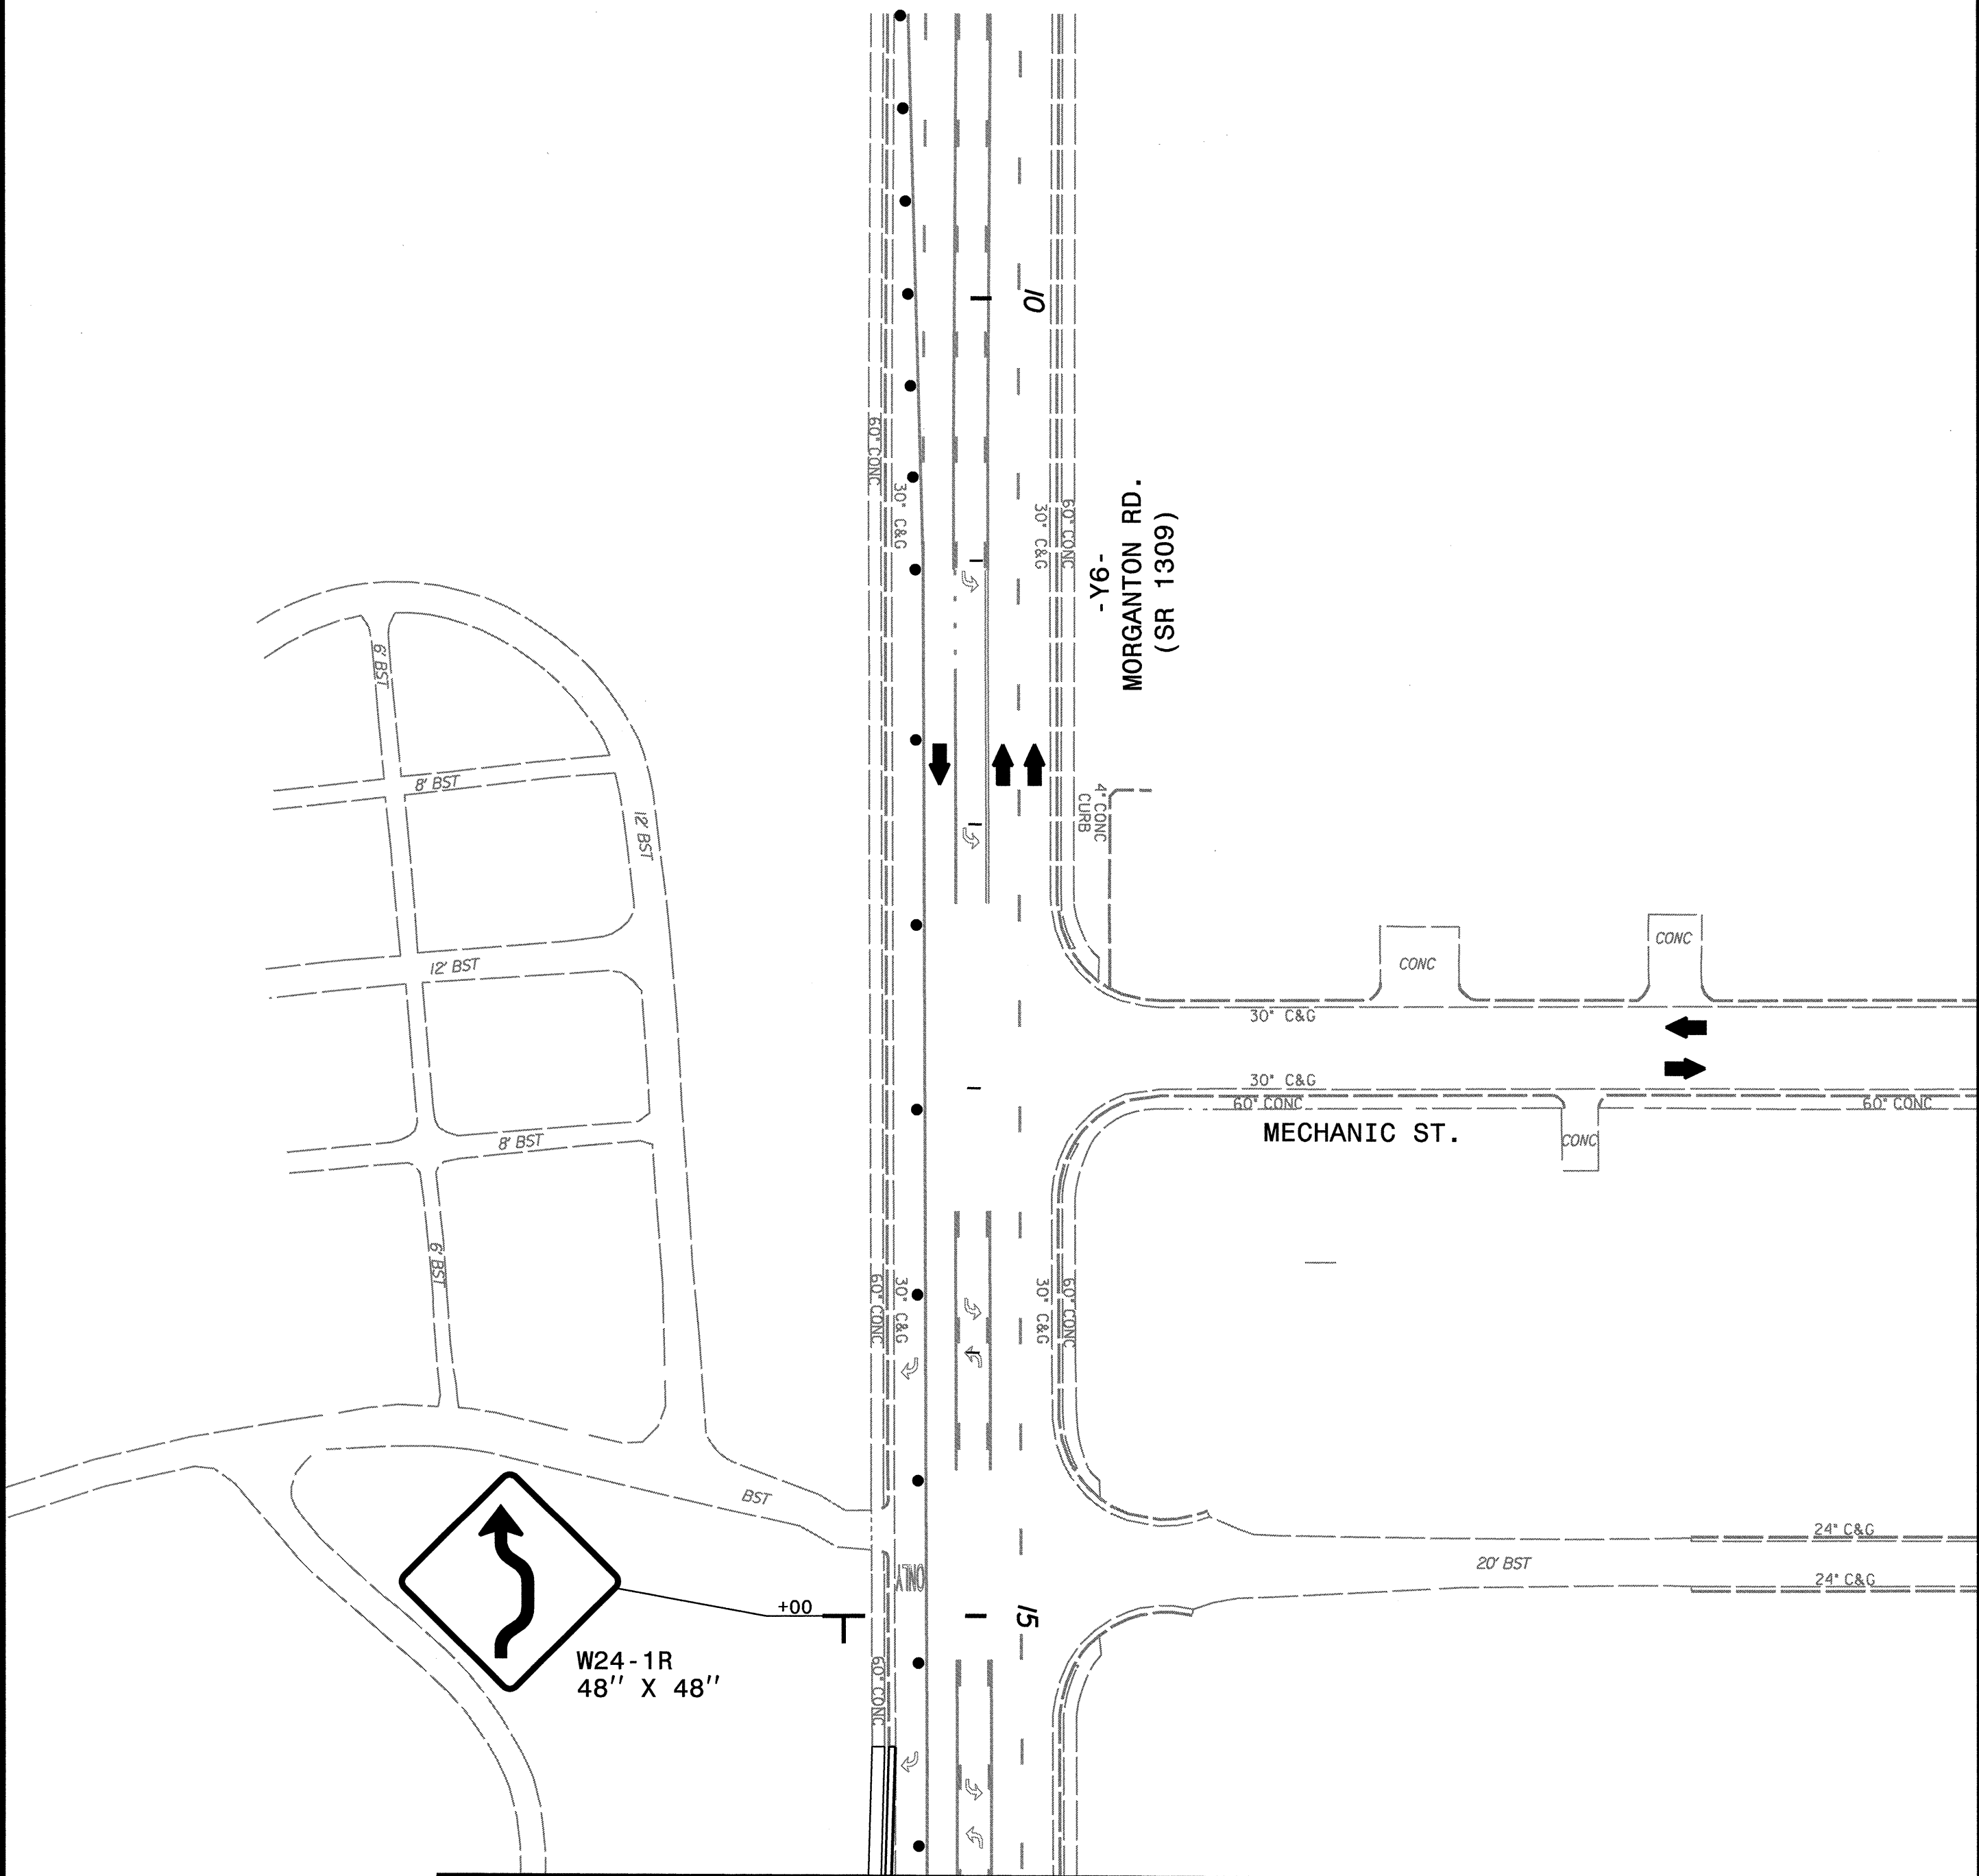 10
60" CONC
30" C&G
30" C&G
60" CONC
-Y6-
MORGANTON RD.
(SR 1309)
6' BST
8' BST
12' BST
4" CONC
CURB
12' BST
CONC
CONC
30" C&G
30" C&G
60" CONC
60" CONC
MECHANIC ST.
CONC
8' BST
6' BST
60" CONC
30" C&G
30" C&G
60" CONC
BST
24" C&G
20' BST
24" C&G
ONLY
+00
15
W24-1R
48" X 48"
60" CONC